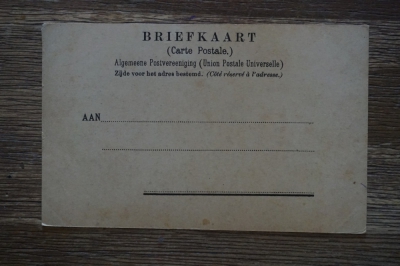 BRIEFKAART
(Carte Postale.)
Algemeene Postvereeniging (Union Postale Universelle)
Zijde voor het adres bestemd. (Côté réservé à l'adresse.)
AAN